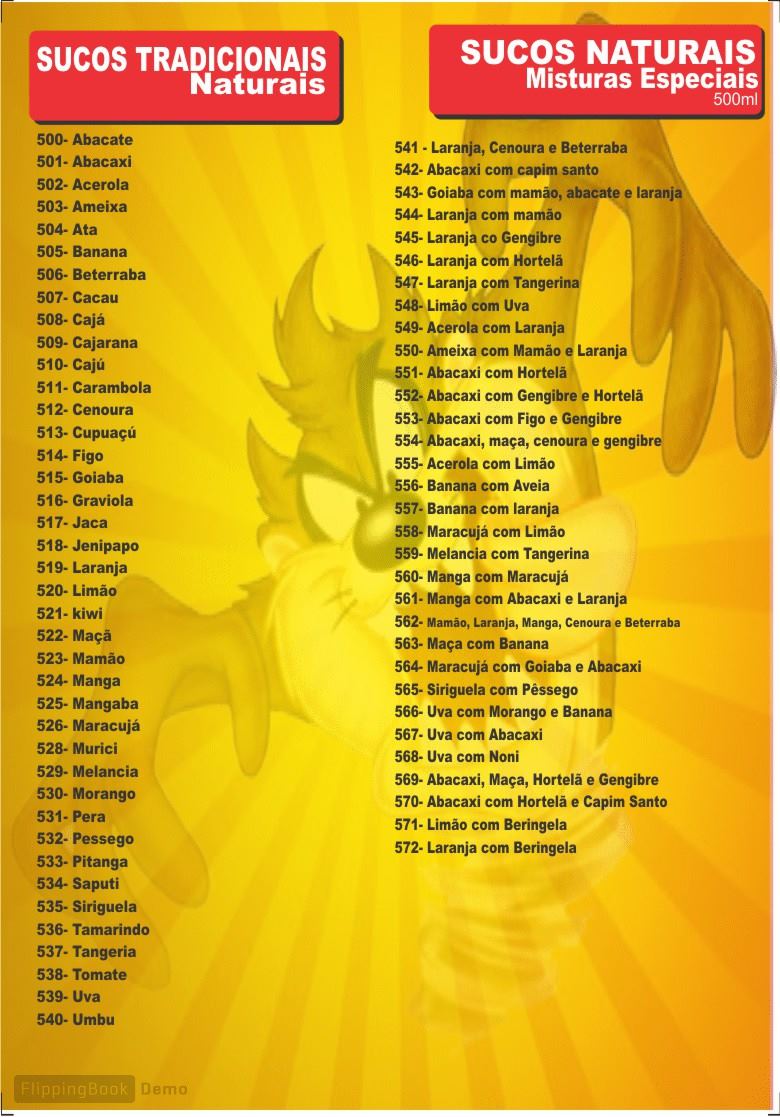 SUCOS TRADICIONAIS
Naturais
500- Abacate
501- Abacaxi
502- Acerola
503- Ameixa
504- Ata
505- Banana
506- Beterraba
507- Cacau
508- Cajá
509- Cajarana
510- Cajú
511- Carambola
512- Cenoura
513- Cupuaçú
514- Figo
515- Goiaba
516- Graviola
517- Jaca
518- Jenipapo
519- Laranja
520- Limão
521- kiwi
522- Maçã
523- Mamão
524- Manga
525- Mangaba
526- Maracujá
528- Murici
529- Melancia
530- Morango
531- Pera
532- Pessego
533- Pitanga
534- Saputi
535- Siriguela
536- Tamarindo
537- Tangeria
538- Tomate
539- Uva
540- Umbu
SUCOS NATURAIS
Misturas Especiais
500ml
541 - Laranja, Cenoura e Beterraba
542- Abacaxi com capim santo
543- Goiaba com mamão, abacate e laranja
544- Laranja com mamão
545- Laranja co Gengibre
546- Laranja com Hortelã
547- Laranja com Tangerina
548- Limão com Uva
549- Acerola com Laranja
550- Ameixa com Mamão e Laranja
551- Abacaxi com Hortelã
552- Abacaxi com Gengibre e Hortelã
553- Abacaxi com Figo e Gengibre
554- Abacaxi, maça, cenoura e gengibre
555- Acerola com Limão
556- Banana com Aveia
557- Banana com laranja
558- Maracujá com Limão
559- Melancia com Tangerina
560- Manga com Maracujá
561- Manga com Abacaxi e Laranja
562- Mamão, Laranja, Manga, Cenoura e Beterraba
563- Maça com Banana
564- Maracujá com Goiaba e Abacaxi
565- Siriguela com Pêssego
566- Uva com Morango e Banana
567- Uva com Abacaxi
568- Uva com Noni
569- Abacaxi, Maça, Hortelã e Gengibre
570- Abacaxi com Hortelã e Capim Santo
571- Limão com Beringela
572- Laranja com Beringela
FlippingBook Demo